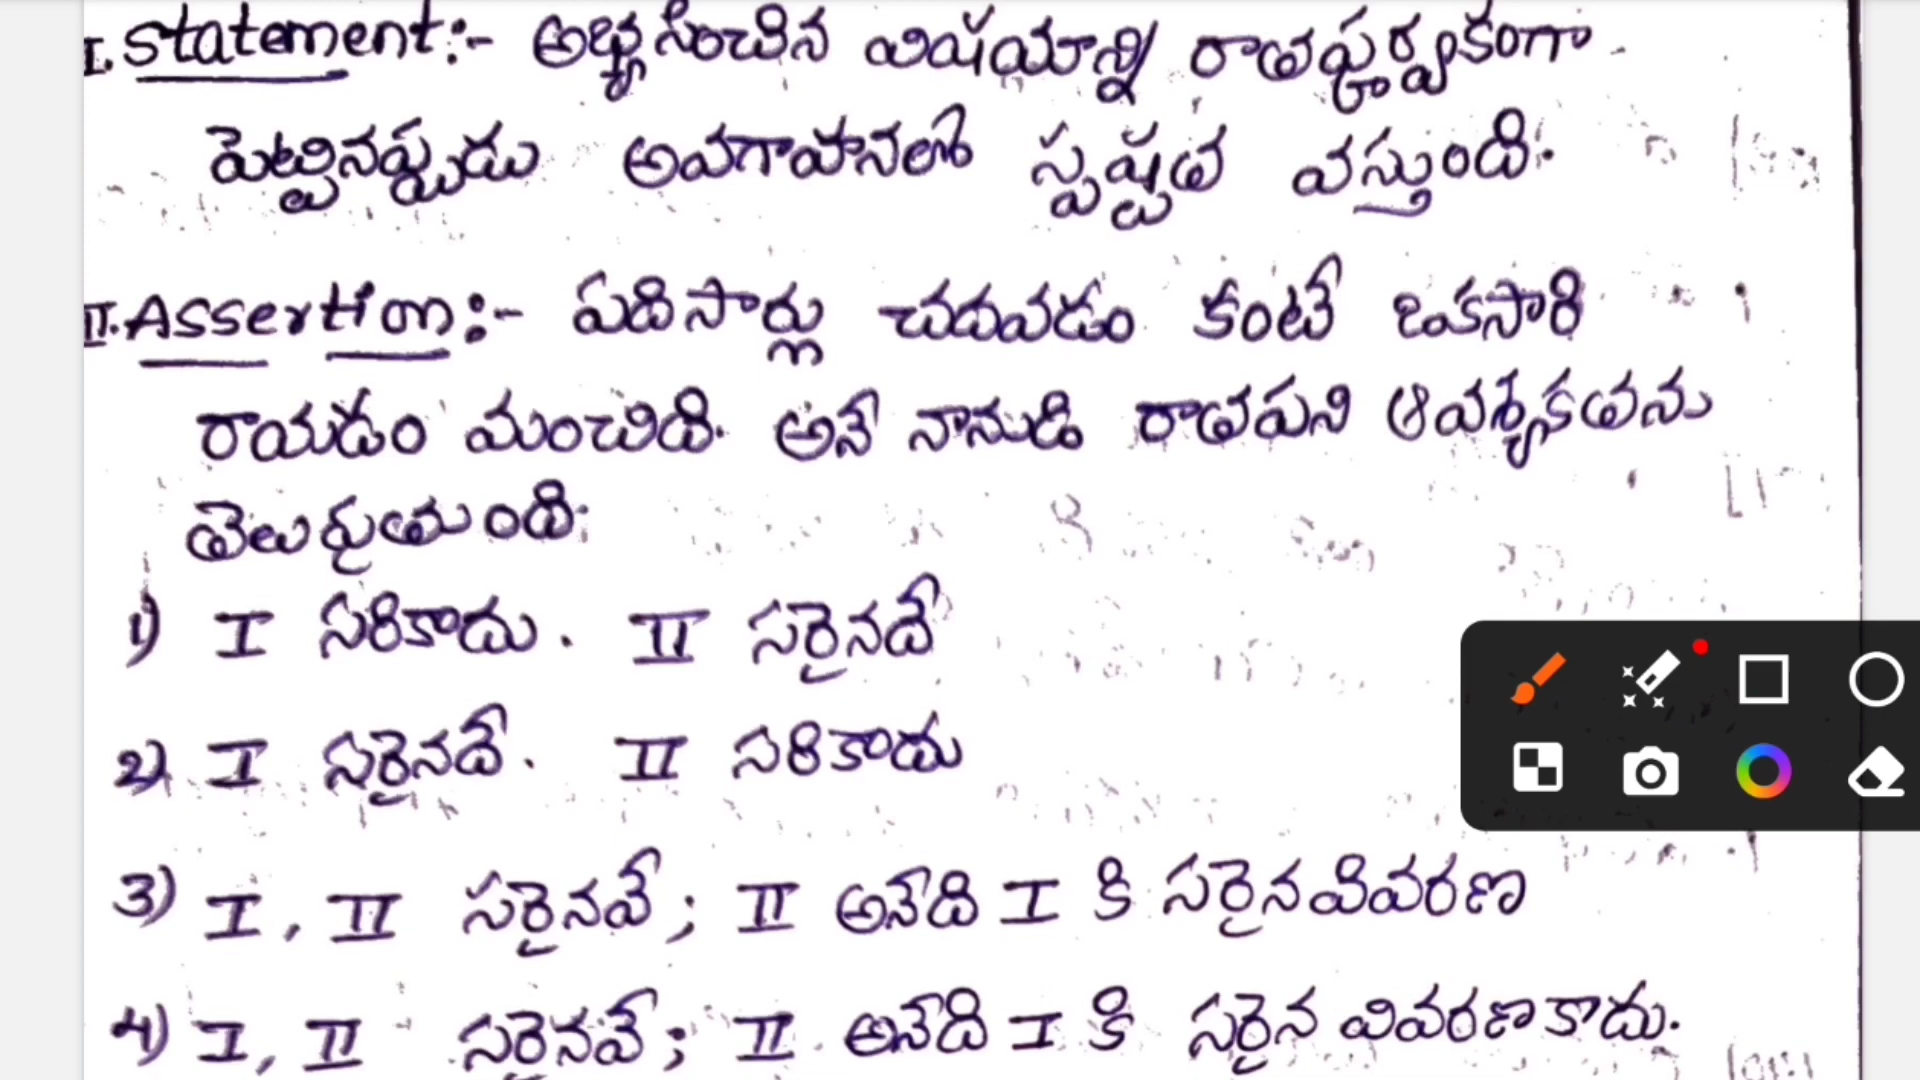 I. Statement:- అభ్యసించిన విషయాన్ని రాతపూర్వకంగా
పెట్టినప్పుడు అవగాహనలో స్పష్టత వస్తుంది.
II. Assertion:- పదిసార్లు చదవడం కంటే ఒకసారి
రాయడం మంచిది. అనే నానుడి రాతపని ఆవశ్యకతను
తెలుపుతుంది.
1) I సరికాదు. II సరైనదే
2) I సరైనదే. II సరికాదు
3) I, II సరైనవే; II అనేది I కి సరైన వివరణ
4) I, II సరైనవే; II అనేది I కి సరైన వివరణ కాదు.